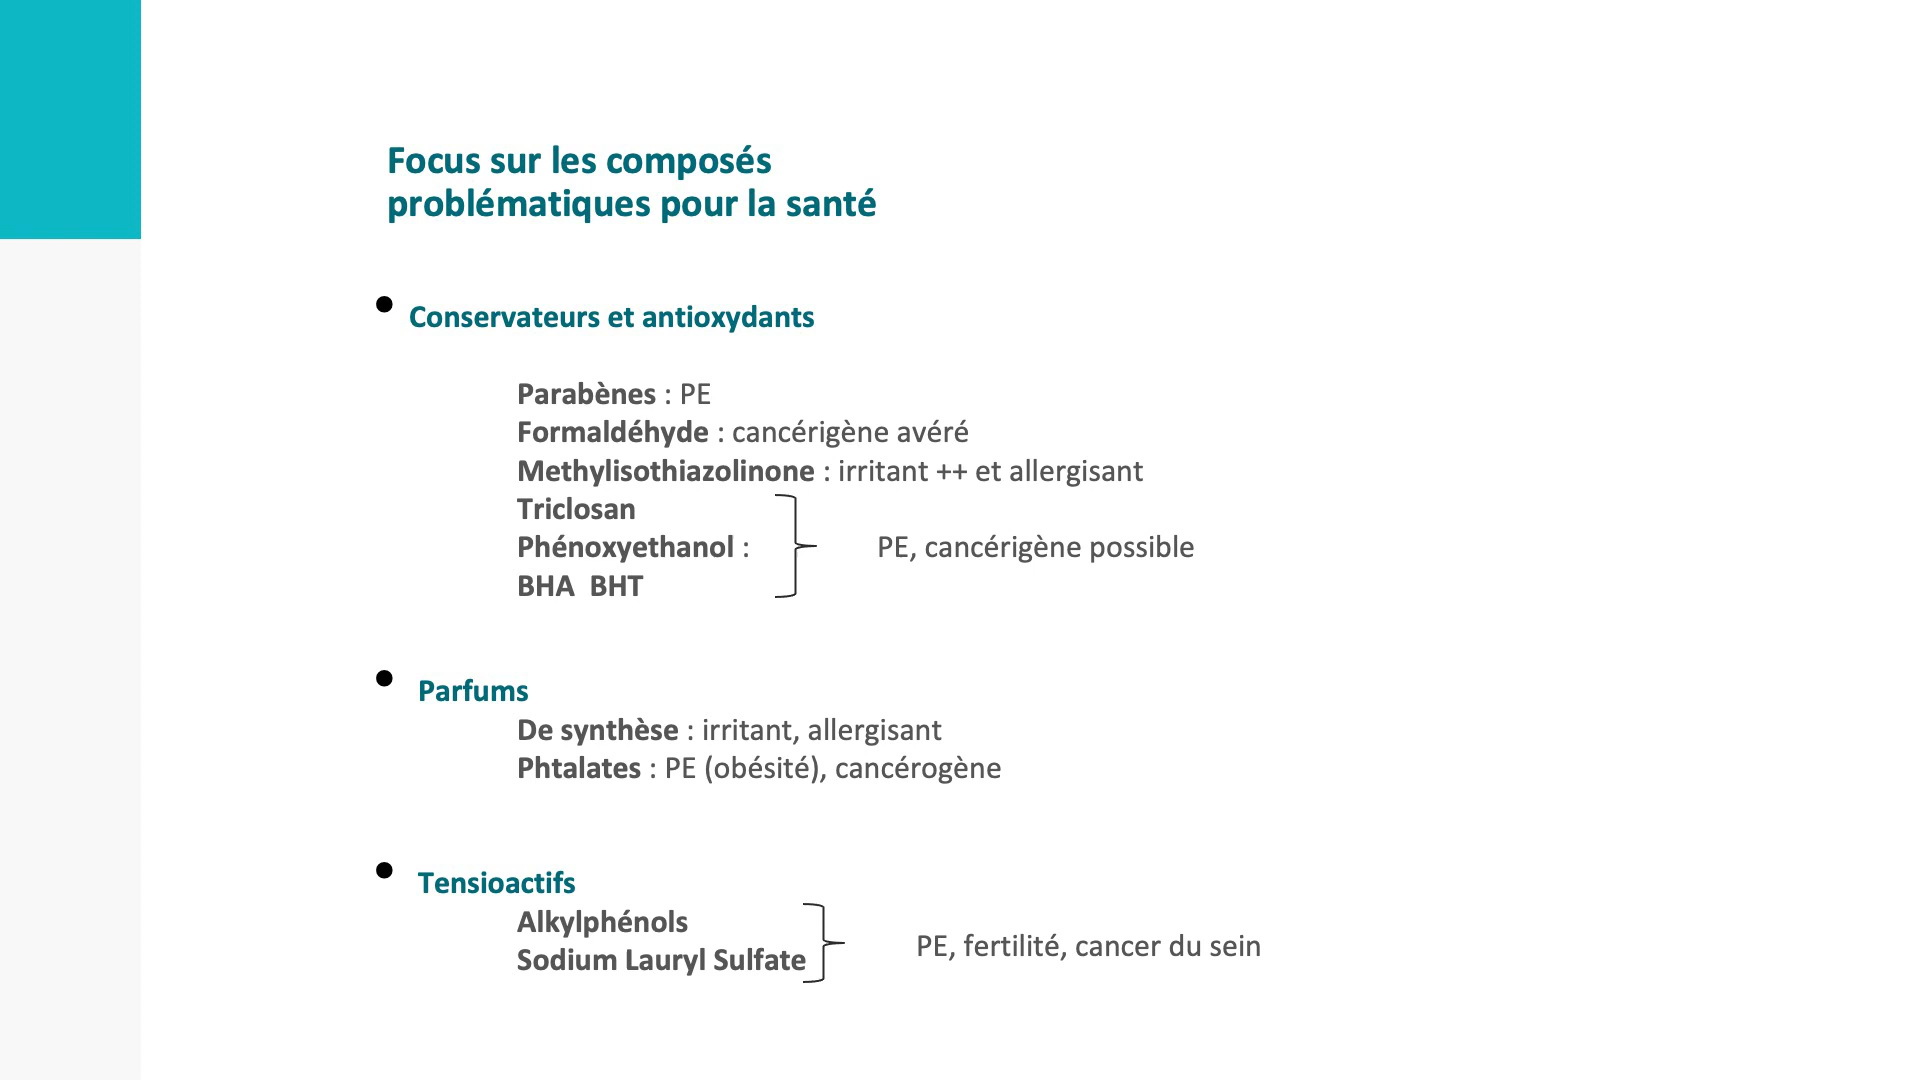 Focus sur les composés
problématiques pour la santé
• Conservateurs et antioxydants
Parabènes : PE
Formaldéhyde : cancérigène avéré
Methylisothiazolinone : irritant ++ et allergisant
Triclosan
Phénoxyethanol : PE, cancérigène possible
BHA BHT
• Parfums
De synthèse : irritant, allergisant
Phtalates : PE (obésité), cancérogène
• Tensioactifs
Alkylphénols
PE, fertilité, cancer du sein
Sodium Lauryl Sulfate